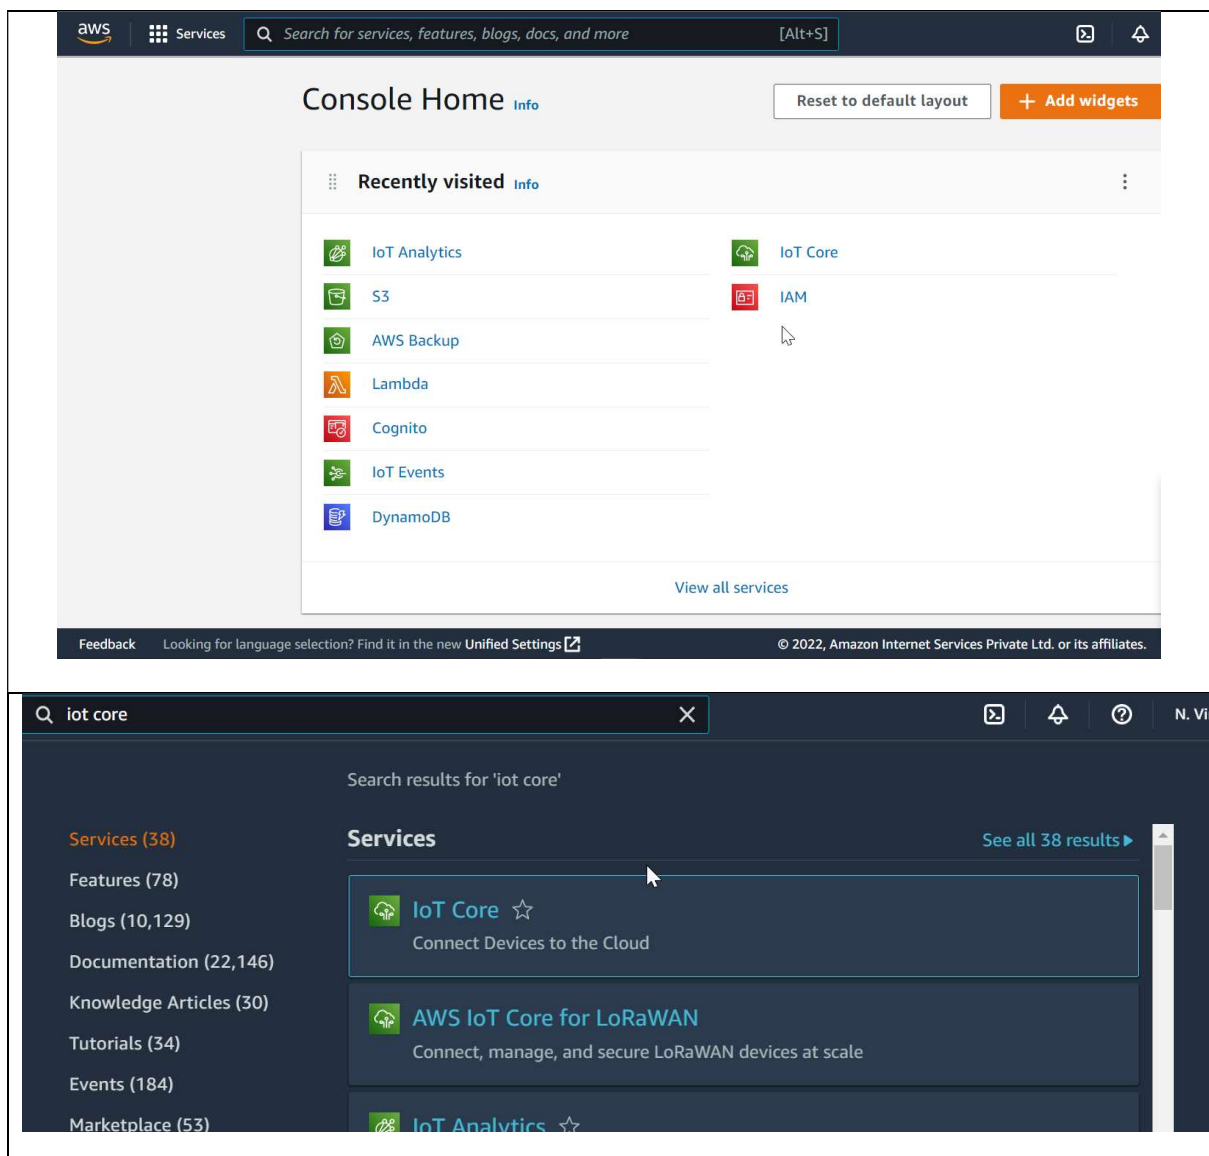 aws Services Search for services, features, blogs, docs, and more [Alt+S]
Console Home Info Reset to default layout + Add widgets
Recently visited Info
IoT Analytics IoT Core
S3 IAM
AWS Backup
Lambda
Cognito
IoT Events
DynamoDB
View all services
Feedback Looking for language selection? Find it in the new Unified Settings © 2022, Amazon Internet Services Private Ltd. or its affiliates.
iot core N. Vi
Search results for 'iot core'
Services (38) Services See all 38 results
Features (78)
IoT Core
Blogs (10,129)
Connect Devices to the Cloud
Documentation (22,146)
Knowledge Articles (30)
AWS IoT Core for LoRaWAN
Tutorials (34)
Connect, manage, and secure LoRaWAN devices at scale
Events (184)
Marketplace (53) IoT Analytics